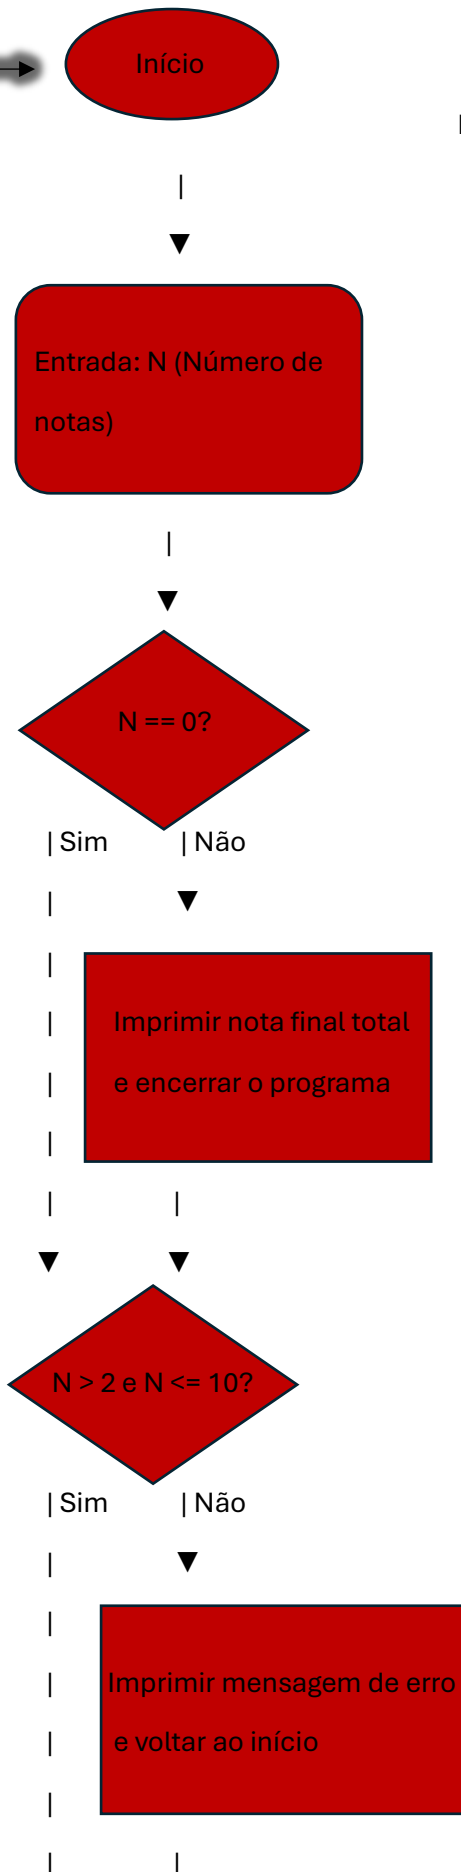 Início
|
▼
Entrada: N (Número de
notas)
|
▼
N == 0?
| Sim | Não
| ▼
|
| Imprimir nota final total
| e encerrar o programa
|
| |
▼ ▼
N > 2 e N <= 10?
| Sim | Não
| ▼
|
| Imprimir mensagem de erro
| e voltar ao início
|
| |